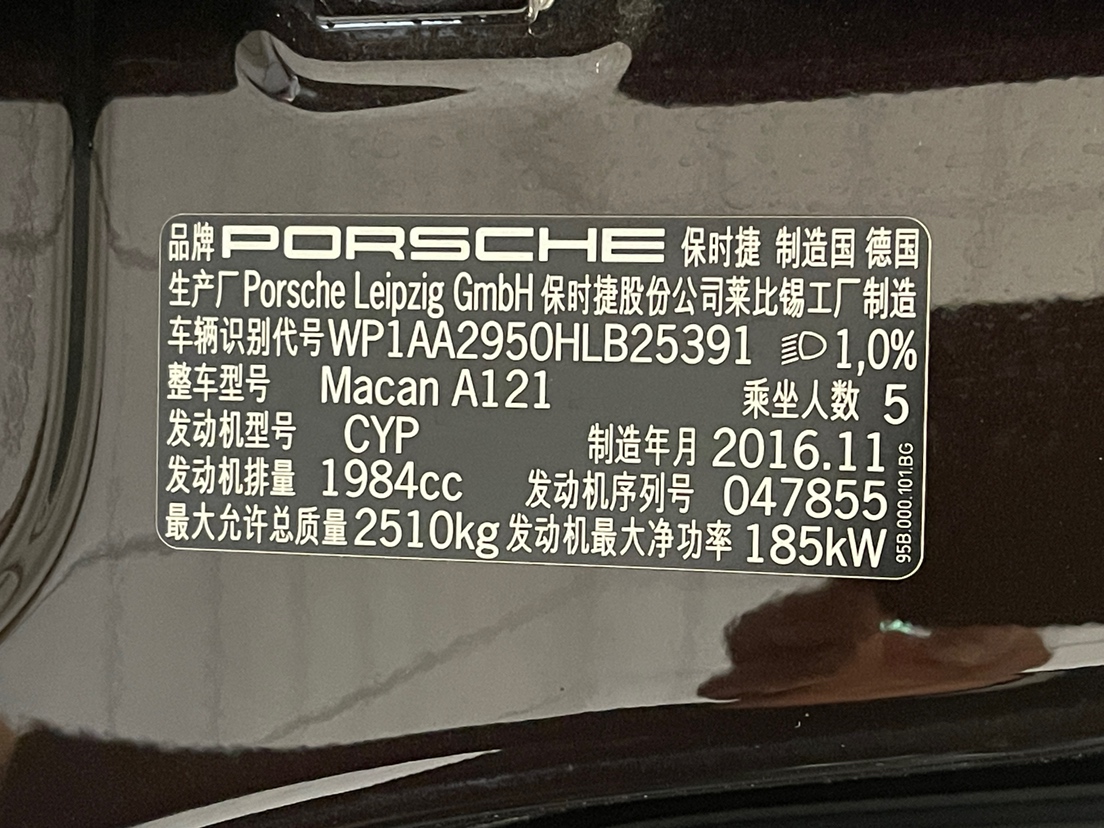 品牌 PORSCHE 保时捷 制造国 德国
生产厂 Porsche Leipzig GmbH 保时捷股份公司莱比锡工厂制造
车辆识别代号 WP1AA2950HLB25391 1,0%
整车型号 Macan A121 乘坐人数 5
发动机型号 CYP 制造年月 2016.11
发动机排量 1984cc 发动机序列号 047855
最大允许总质量 2510kg 发动机最大净功率 185kW
95B.000.101.BG